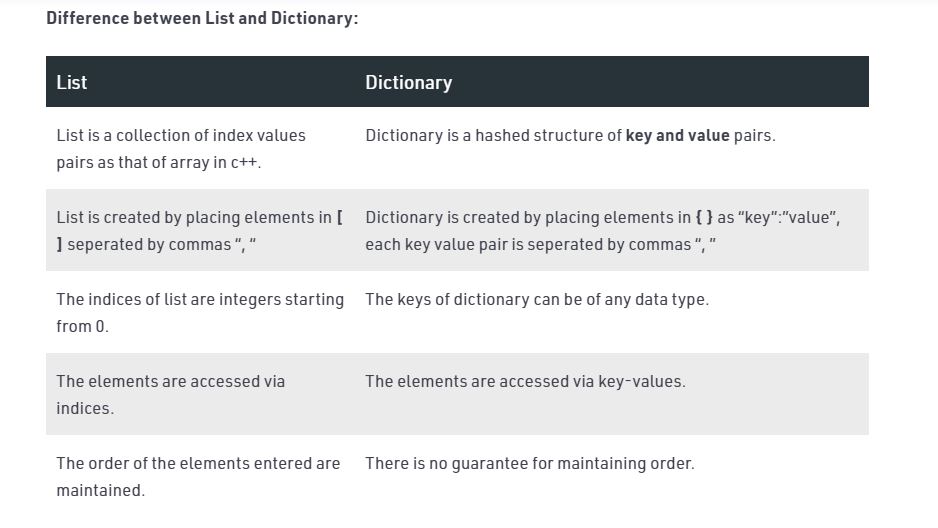 Difference between List and Dictionary:
List Dictionary
List is a collection of index values
pairs as that of array in c++.
Dictionary is a hashed structure of key and value pairs.
List is created by placing elements in [
] seperated by commas “, “
Dictionary is created by placing elements in { } as “key”:”value”,
each key value pair is seperated by commas “, ”
The indices of list are integers starting
from 0.
The keys of dictionary can be of any data type.
The elements are accessed via
indices.
The elements are accessed via key-values.
The order of the elements entered are
maintained.
There is no guarantee for maintaining order.